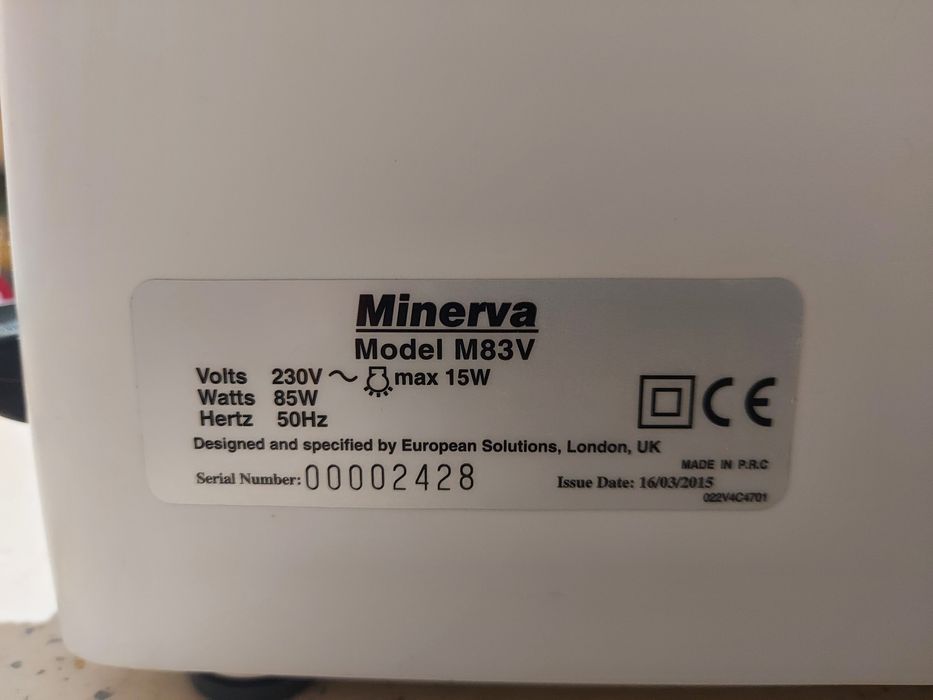 Minerva
Model M83V
Volts 230V ~ max 15W
Watts 85W
Hertz 50Hz
CE
Designed and specified by European Solutions, London, UK
MADE IN P.R.C
Serial Number: 00002428 Issue Date: 16/03/2015
022V4C4701